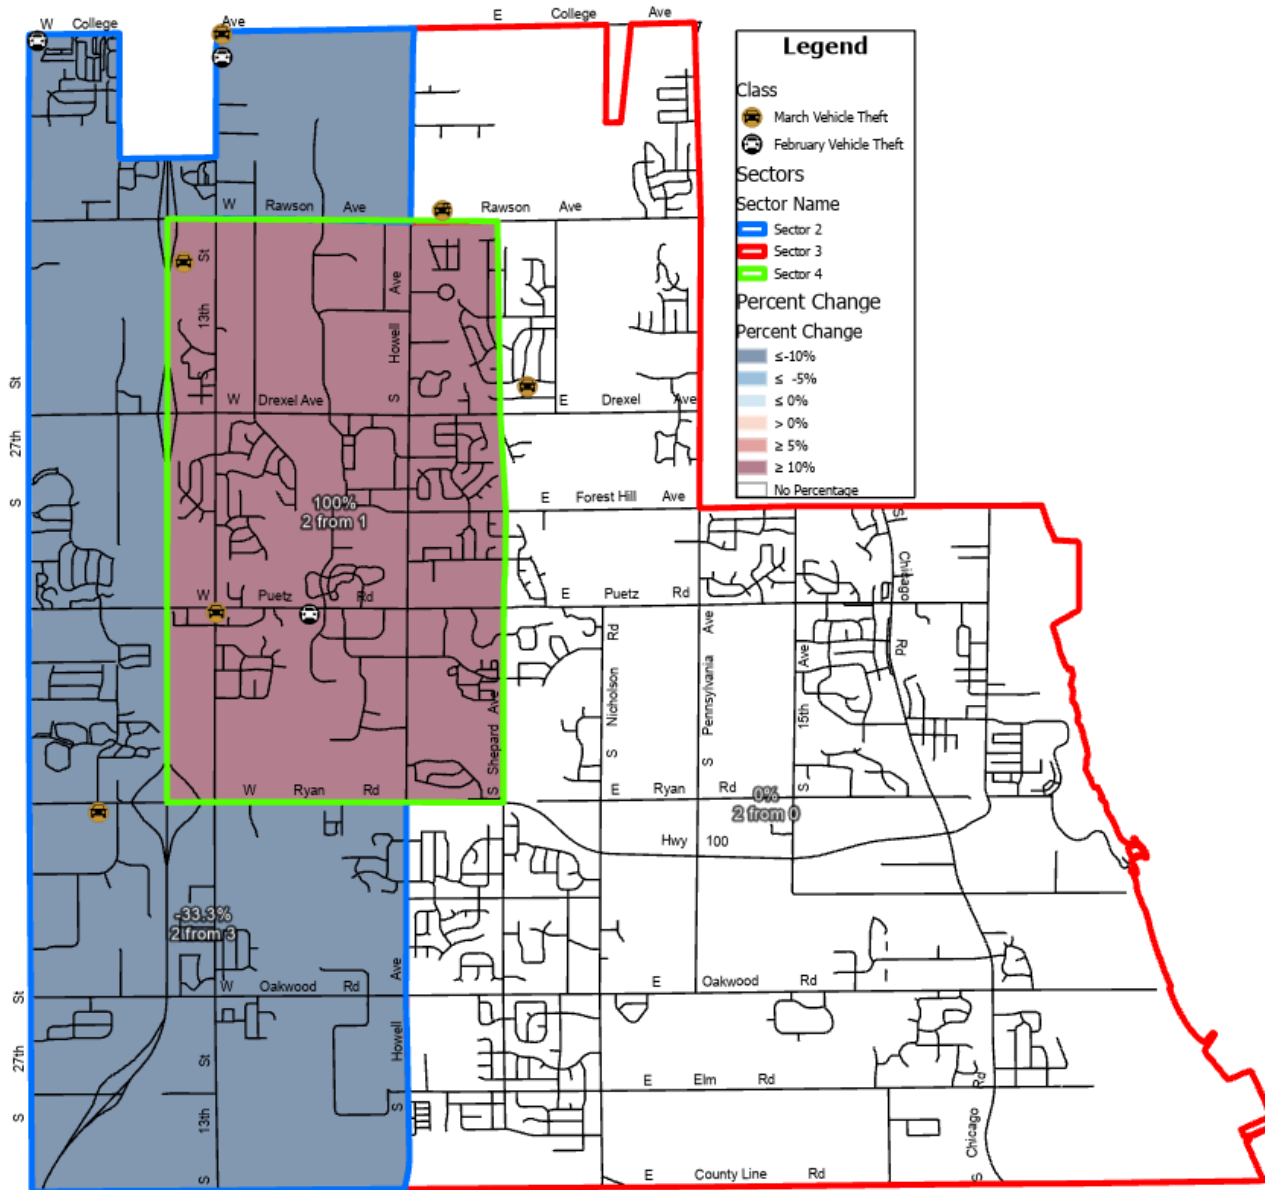 W College Ave
E College Ave
Legend
Class
March Vehicle Theft
February Vehicle Theft
Sectors
Sector Name
Sector 2
Sector 3
Sector 4
Percent Change
Percent Change
≤-10%
≤ -5%
≤ 0%
> 0%
≥ 5%
≥ 10%
No Percentage
W Rawson Ave
Rawson Ave
S 27th St
13th St
S Howell Ave
W Drexel Ave
E Drexel Ave
E Forest Hill Ave
100%
2 from 1
W Puetz Rd
E Puetz Rd
S Chicago Rd
S Nicholson Rd
S Pennsylvania Ave
S 15th Ave
S Shepard Ave
W Ryan Rd
E Ryan Rd
0%
2 from 0
Hwy 100
-33.3%
2 from 3
W Oakwood Rd
E Oakwood Rd
S 27th St
S 13th St
S Howell Ave
E Elm Rd
S Chicago Rd
E County Line Rd